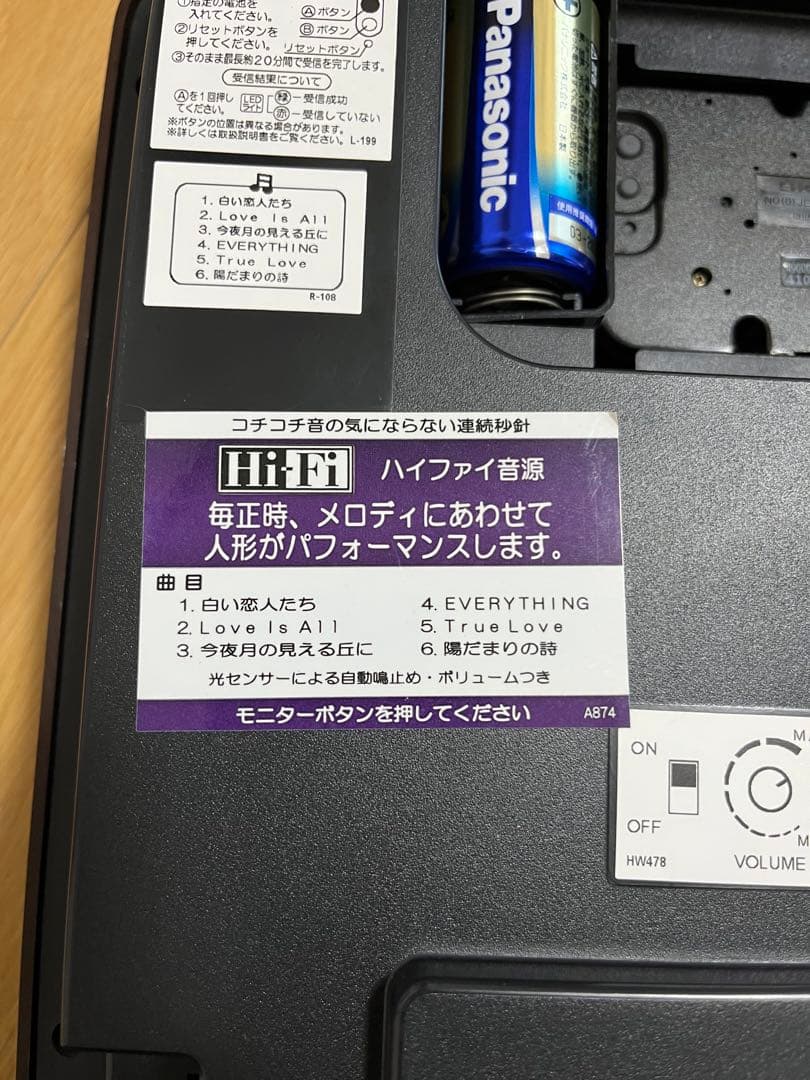 ①指定の電池を
入れてください。
②リセットボタンを
押してください。
③そのまま最長約20分間で受信を完了します。
Ⓐボタン
Ⓑボタン
リセットボタン
受信結果について
Ⓐを1回押し
てください。
LED
ライト
緑－受信成功
赤－受信していない
※ボタンの位置は異なる場合があります。
※詳しくは取扱説明書をご覧ください。L-199
1. 白い恋人たち
2. Love Is All
3. 今夜月の見える丘に
4. EVERYTHING
5. True Love
6. 陽だまりの詩
R-108
Panasonic
日本製
コチコチ音の気にならない連続秒針
Hi-Fi ハイファイ音源
毎正時、メロディにあわせて
人形がパフォーマンスします。
曲目
1. 白い恋人たち
2. Love Is All
3. 今夜月の見える丘に
4. EVERYTHING
5. True Love
6. 陽だまりの詩
光センサーによる自動鳴止め・ボリュームつき
モニターボタンを押してください A874
ON
OFF
HW478
VOLUME